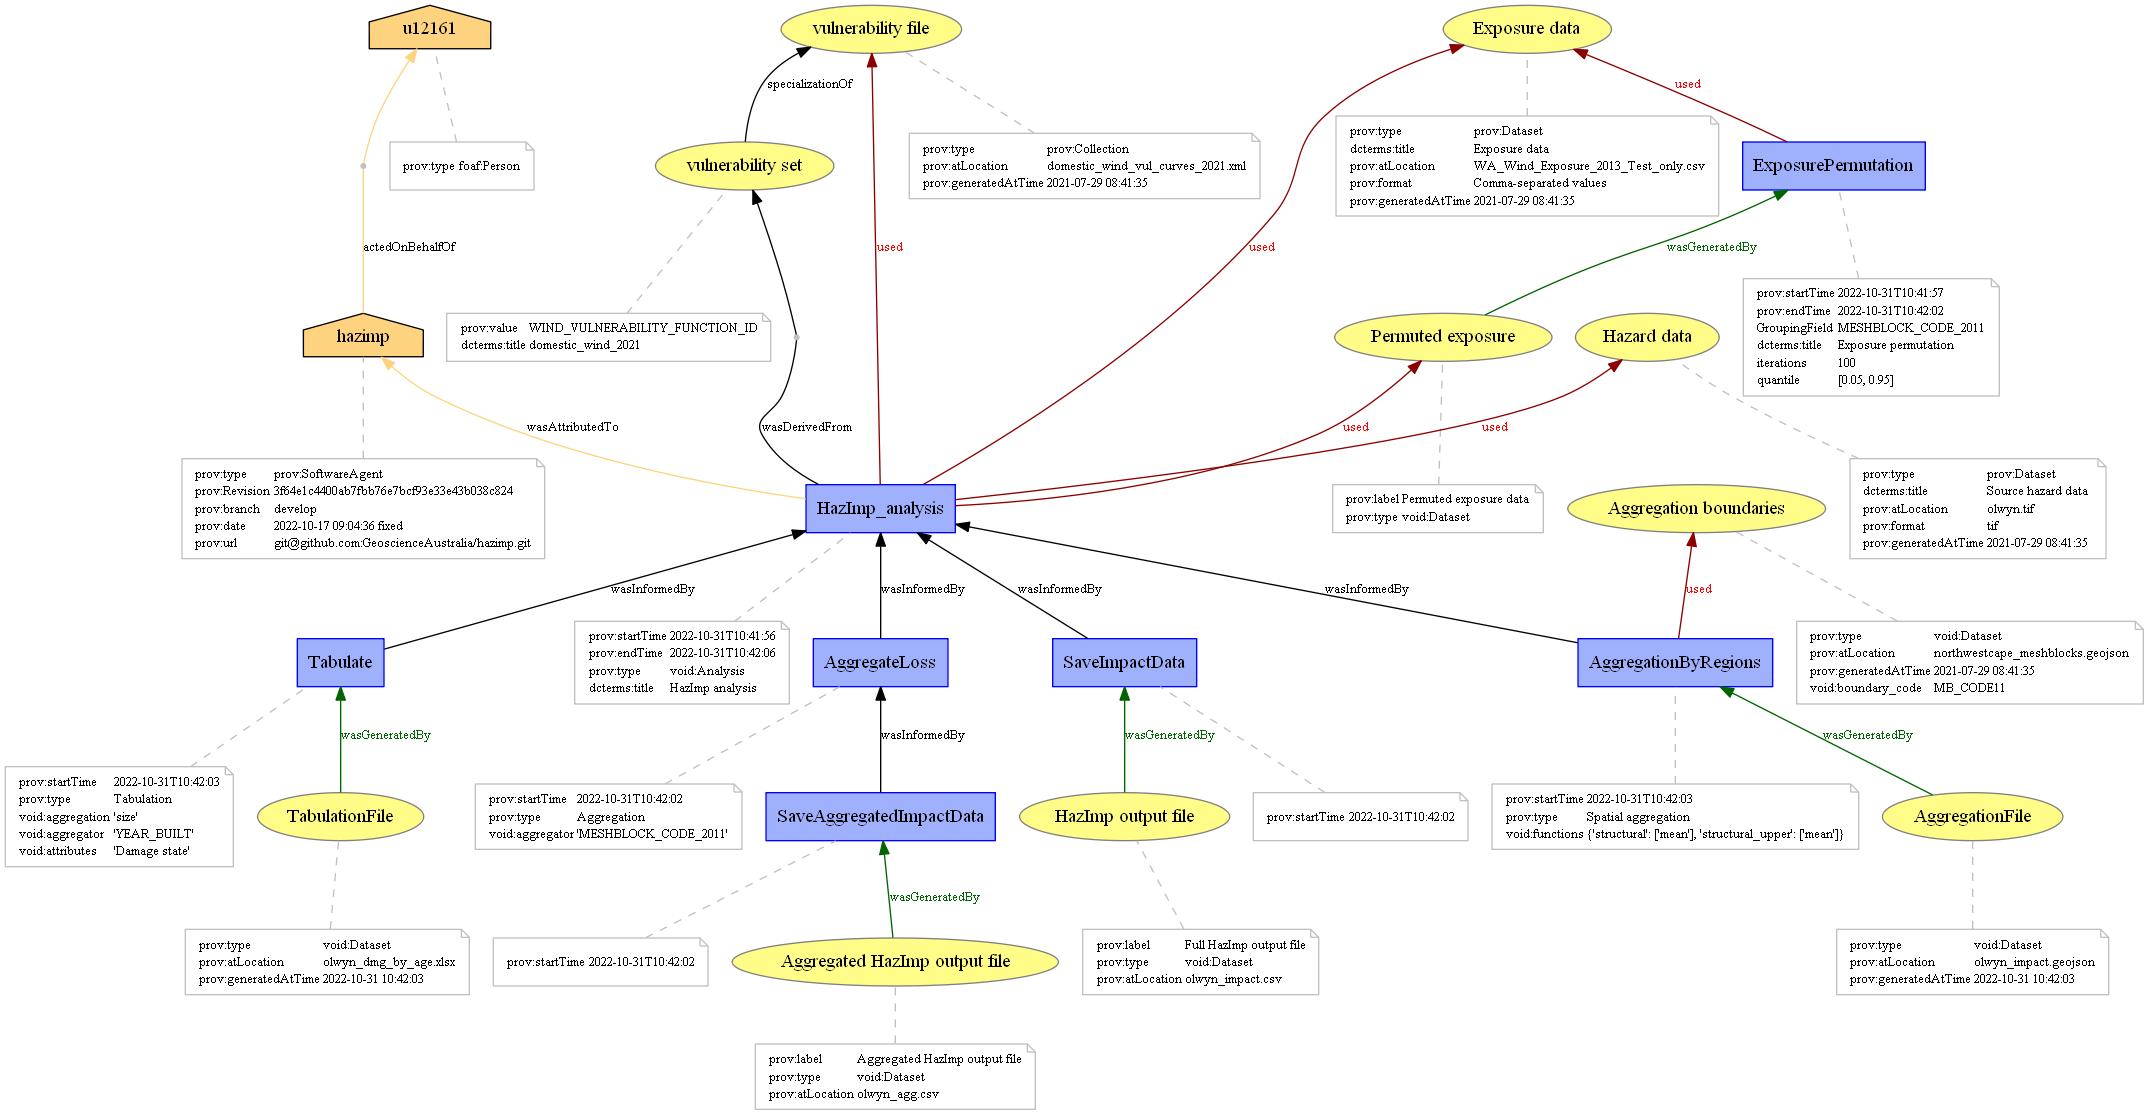 u12161
vulnerability file
Exposure data
specializationOf
used
prov:type foaf:Person
prov:type prov:Collection
prov:atLocation domestic_wind_vul_curves_2021.xml
prov:generatedAtTime 2021-07-29 08:41:35
prov:type prov:Dataset
dcterms:title Exposure data
prov:atLocation WA_Wind_Exposure_2013_Test_only.csv
prov:format Comma-separated values
prov:generatedAtTime 2021-07-29 08:41:35
vulnerability set
ExposurePermutation
actedOnBehalfOf
used
used
wasGeneratedBy
prov:startTime 2022-10-31T10:41:57
prov:endTime 2022-10-31T10:42:02
GroupingField MESHBLOCK_CODE_2011
dcterms:title Exposure permutation
iterations 100
quantile [0.05, 0.95]
hazimp
prov:value WIND_VULNERABILITY_FUNCTION_ID
dcterms:title domestic_wind_2021
Permuted exposure
Hazard data
wasAttributedTo
wasDerivedFrom
used
used
prov:type prov:SoftwareAgent
prov:Revision 3f64e1c4400ab7fbb76e7bcf93e33e43b038c824
prov:branch develop
prov:date 2022-10-17 09:04:36 fixed
prov:url git@github.com:GeoscienceAustralia/hazimp.git
HazImp_analysis
prov:label Permuted exposure data
prov:type void:Dataset
Aggregation boundaries
prov:type prov:Dataset
dcterms:title Source hazard data
prov:atLocation olwyn.tif
prov:format tif
prov:generatedAtTime 2021-07-29 08:41:35
wasInformedBy
wasInformedBy
wasInformedBy
wasInformedBy
used
Tabulate
prov:startTime 2022-10-31T10:41:56
prov:endTime 2022-10-31T10:42:06
prov:type void:Analysis
dcterms:title HazImp analysis
AggregateLoss
SaveImpactData
AggregationByRegions
prov:type void:Dataset
prov:atLocation northwestcape_meshblocks.geojson
prov:generatedAtTime 2021-07-29 08:41:35
void:boundary_code MB_CODE11
wasGeneratedBy
wasInformedBy
wasGeneratedBy
wasGeneratedBy
prov:startTime 2022-10-31T10:42:03
prov:type Tabulation
void:aggregation 'size'
void:aggregator 'YEAR_BUILT'
void:attributes 'Damage state'
TabulationFile
prov:startTime 2022-10-31T10:42:02
prov:type Aggregation
void:aggregator 'MESHBLOCK_CODE_2011'
SaveAggregatedImpactData
HazImp output file
prov:startTime 2022-10-31T10:42:02
prov:startTime 2022-10-31T10:42:03
prov:type Spatial aggregation
void:functions {'structural': ['mean'], 'structural_upper': ['mean']}
AggregationFile
wasGeneratedBy
prov:type void:Dataset
prov:atLocation olwyn_dmg_by_age.xlsx
prov:generatedAtTime 2022-10-31 10:42:03
prov:startTime 2022-10-31T10:42:02
Aggregated HazImp output file
prov:label Full HazImp output file
prov:type void:Dataset
prov:atLocation olwyn_impact.csv
prov:type void:Dataset
prov:atLocation olwyn_impact.geojson
prov:generatedAtTime 2022-10-31 10:42:03
prov:label Aggregated HazImp output file
prov:type void:Dataset
prov:atLocation olwyn_agg.csv